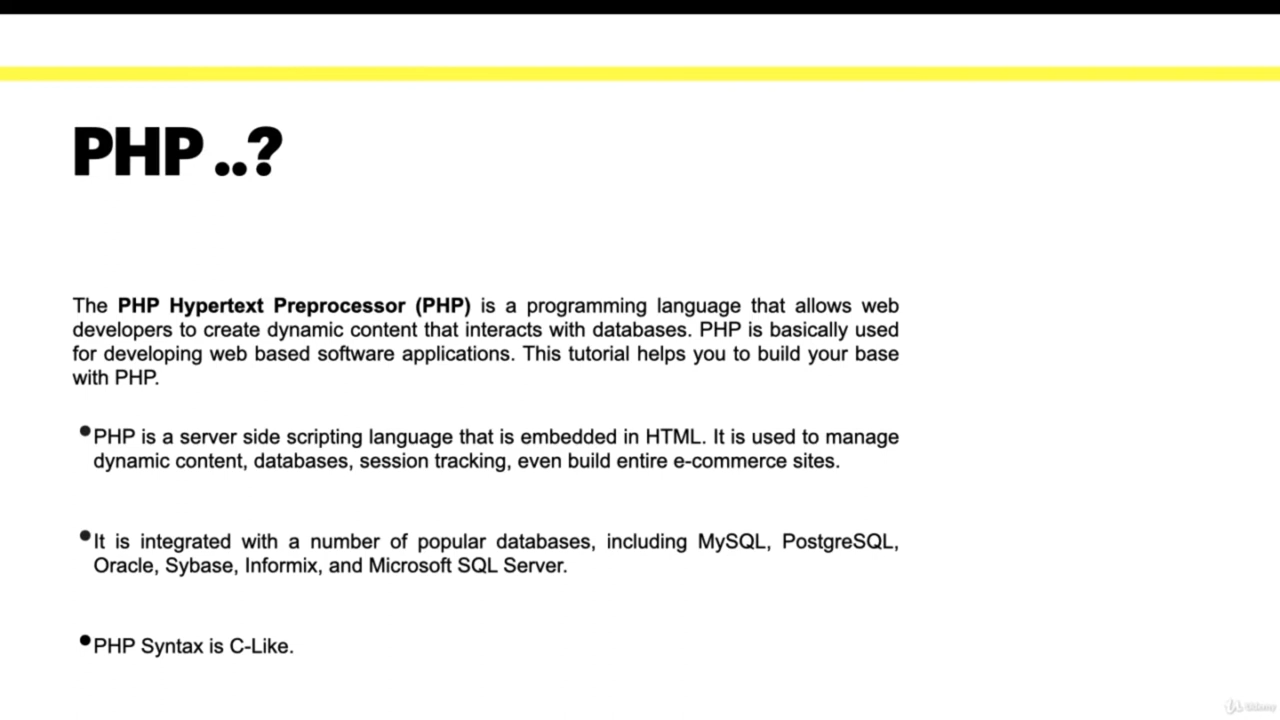 PHP ..?
The PHP Hypertext Preprocessor (PHP) is a programming language that allows web
developers to create dynamic content that interacts with databases. PHP is basically used
for developing web based software applications. This tutorial helps you to build your base
with PHP.
•PHP is a server side scripting language that is embedded in HTML. It is used to manage
dynamic content, databases, session tracking, even build entire e-commerce sites.
•It is integrated with a number of popular databases, including MySQL, PostgreSQL,
Oracle, Sybase, Informix, and Microsoft SQL Server.
•PHP Syntax is C-Like.
Udemy